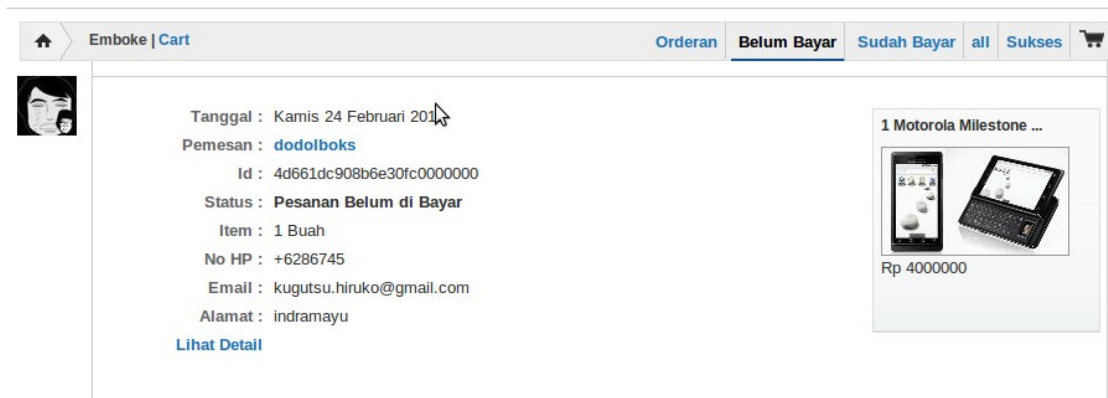 Emboke | Cart
Orderan Belum Bayar Sudah Bayar all Sukses
Tanggal : Kamis 24 Februari
Pemesan : dodolboks
Id : 4d661dc908b6e30fc0000000
Status : Pesanan Belum di Bayar
Item : 1 Buah
No HP : +6286745
Email : kugutsu.hiruko@gmail.com
Alamat : indramayu
Lihat Detail
1 Motorola Milestone ...
Rp 4000000